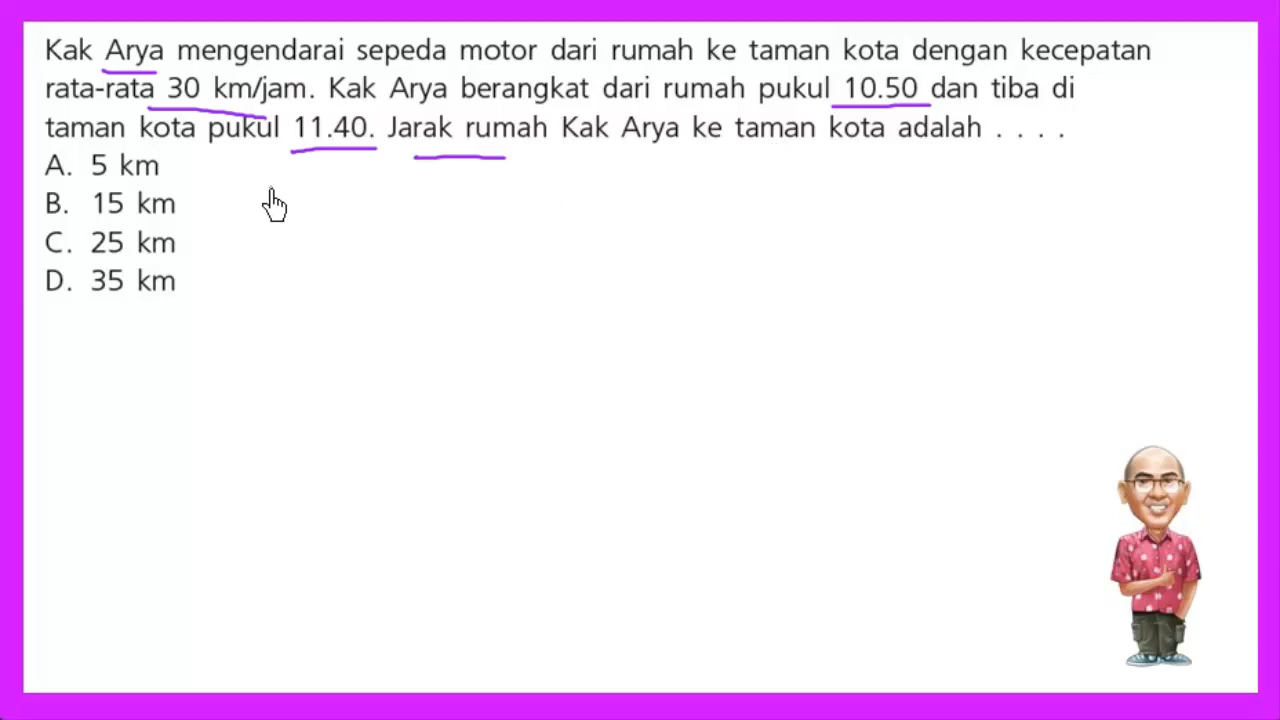 Kak Arya mengendarai sepeda motor dari rumah ke taman kota dengan kecepatan
rata-rata 30 km/jam. Kak Arya berangkat dari rumah pukul 10.50 dan tiba di
taman kota pukul 11.40. Jarak rumah Kak Arya ke taman kota adalah . . . .
A. 5 km
B. 15 km
C. 25 km
D. 35 km